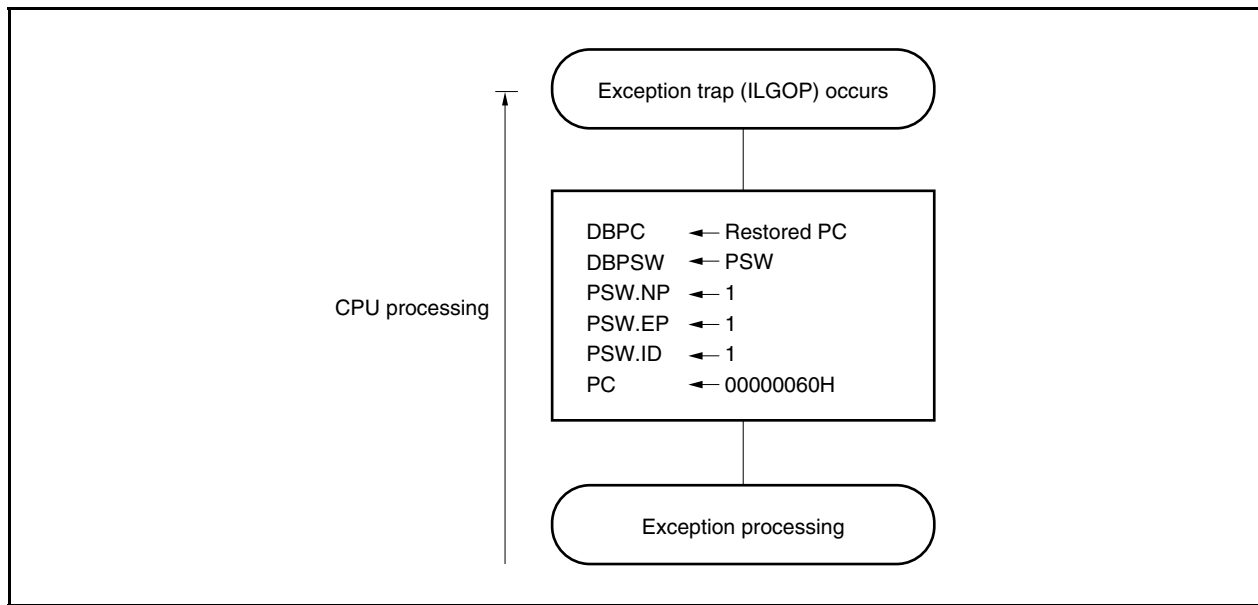 Exception trap (ILGOP) occurs
DBPC ← Restored PC
DBPSW ← PSW
PSW.NP ← 1
PSW.EP ← 1
PSW.ID ← 1
PC ← 00000060H
CPU processing
Exception processing